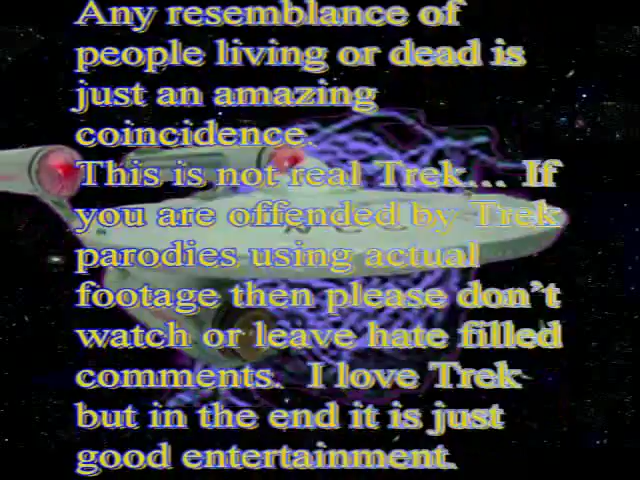 Any resemblance of
people living or dead is
just an amazing
coincidence.
This is not real Trek... If
you are offended by Trek
parodies using actual
footage then please don't
watch or leave hate filled
comments. I love Trek
but in the end it is just
good entertainment.